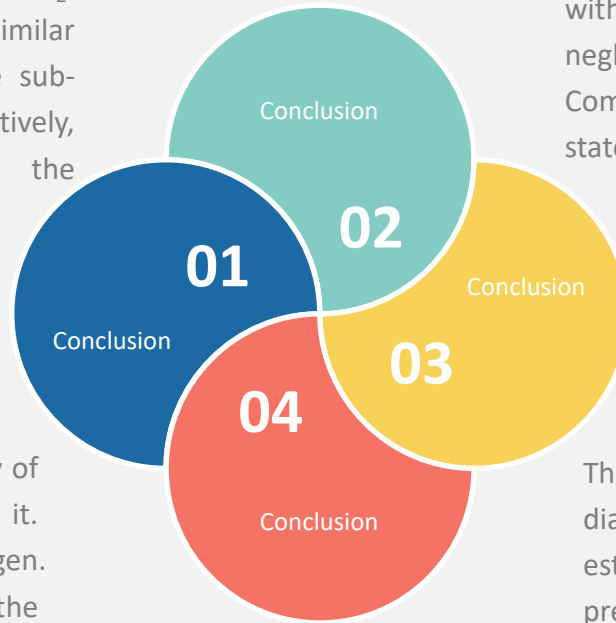 imilar
e sub-
tively,
the
with
negl
Com
state
Conclusion
02
01
Conclusion
Conclusion
03
04
Conclusion
y of
it.
gen.
the
Th
dia
est
pre